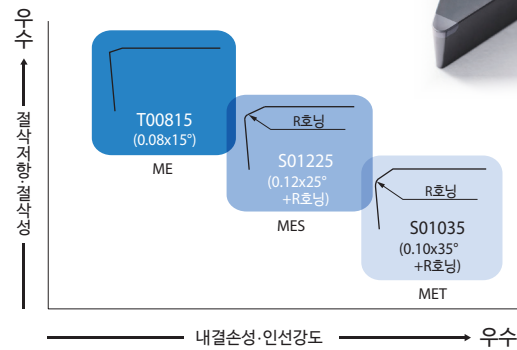 우수
절삭저항·절삭성
T00815
(0.08x15°)
ME
R호닝
S01225
(0.12x25°
+R호닝)
MES
R호닝
S01035
(0.10x35°
+R호닝)
MET
내결손성·인선강도
우수